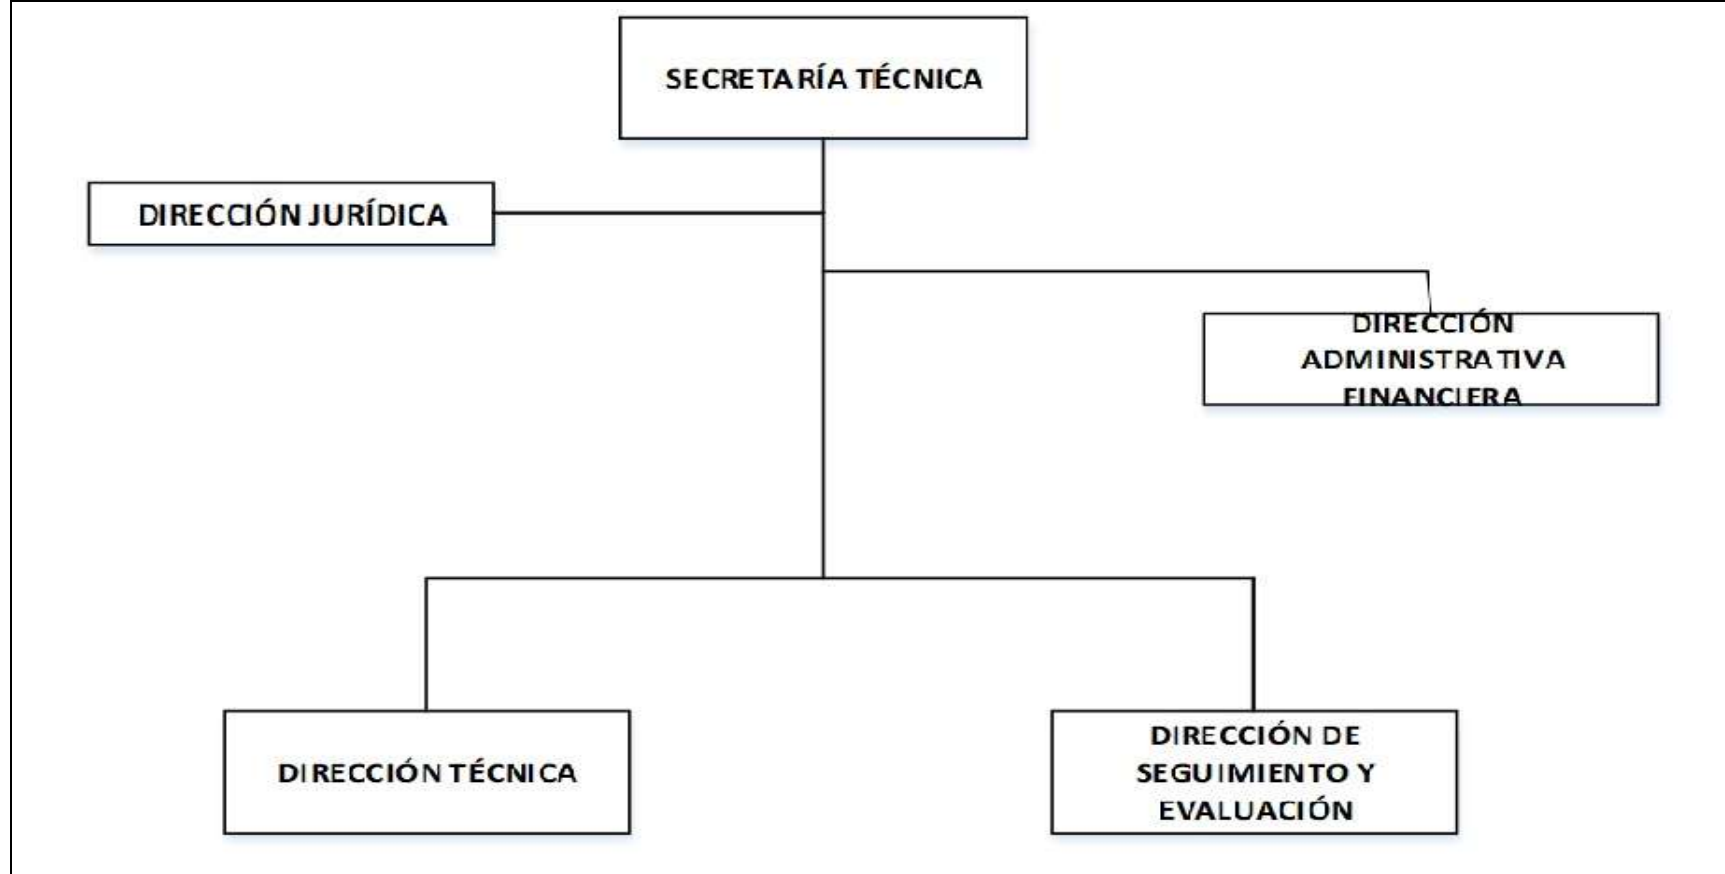 SECRETARÍA TÉCNICA
DIRECCIÓN JURÍDICA
DIRECCIÓN
ADMINISTRATIVA
FINANCIERA
DIRECCIÓN TÉCNICA
DIRECCIÓN DE
SEGUIMIENTO Y
EVALUACIÓN